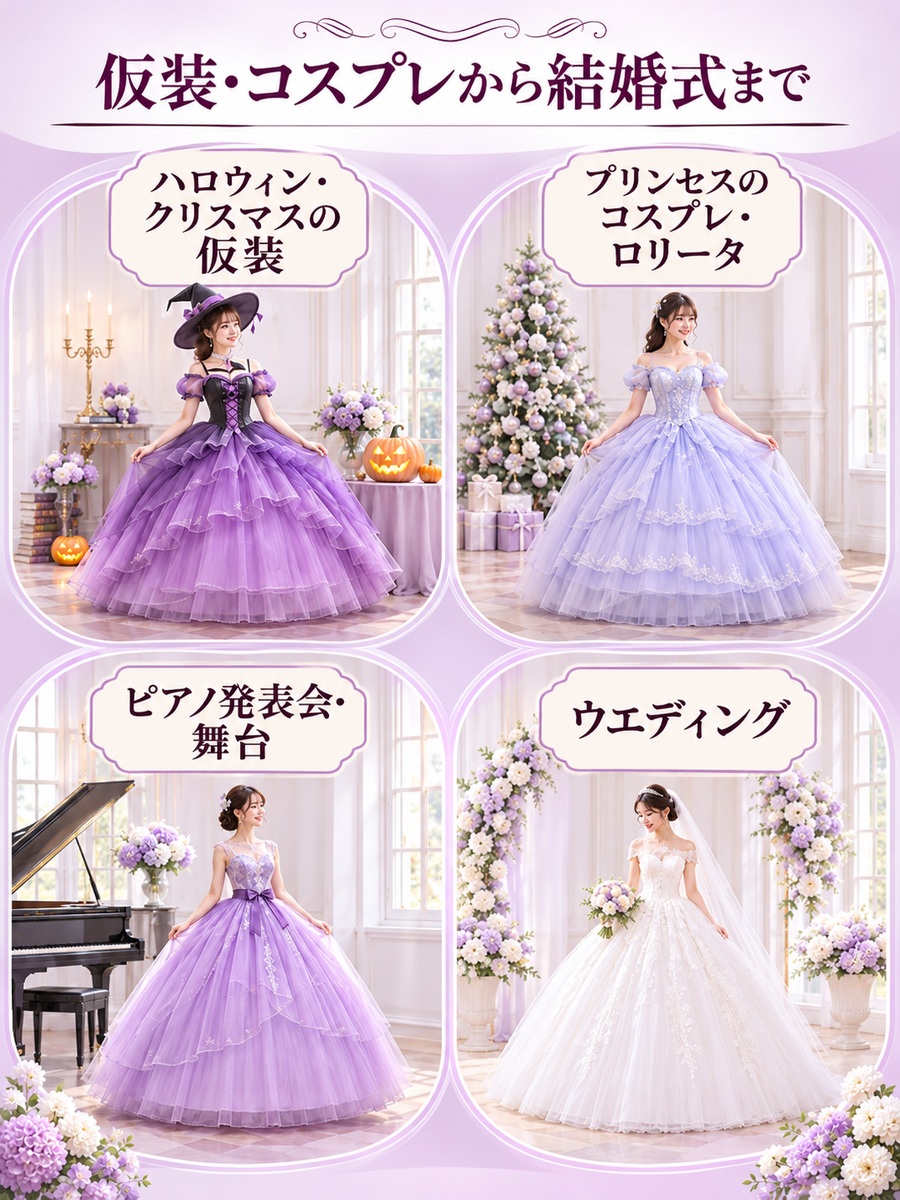 仮装・コスプレから結婚式まで
ハロウィン・
クリスマスの
仮装
プリンセスの
コスプレ・
ロリータ
ピアノ発表会・
舞台
ウエディング